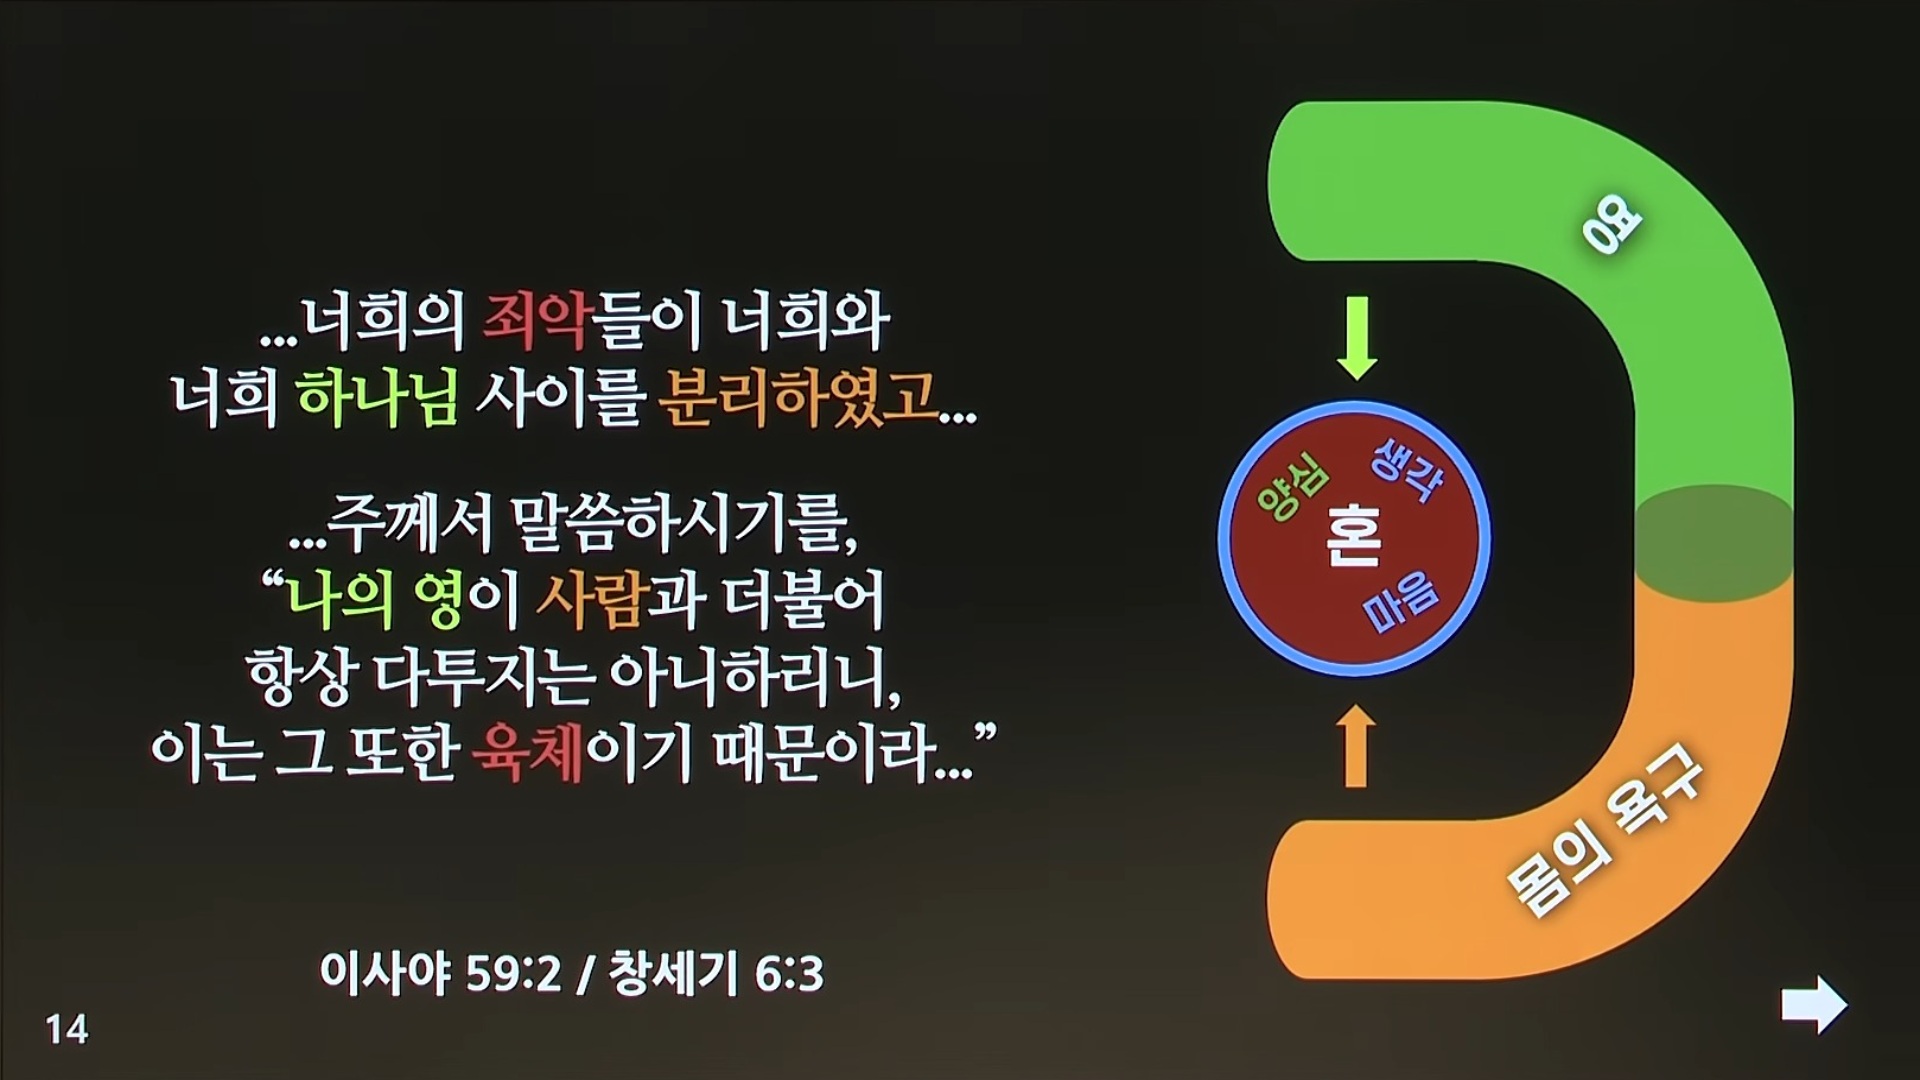 ...너희의 죄악들이 너희와
너희 하나님 사이를 분리하였고...
...주께서 말씀하시기를,
“나의 영이 사람과 더불어
항상 다투지는 아니하리니,
이는 그 또한 육체이기 때문이라...”
이사야 59:2 / 창세기 6:3
14
영
양심
생각
혼
마음
몸의 욕구